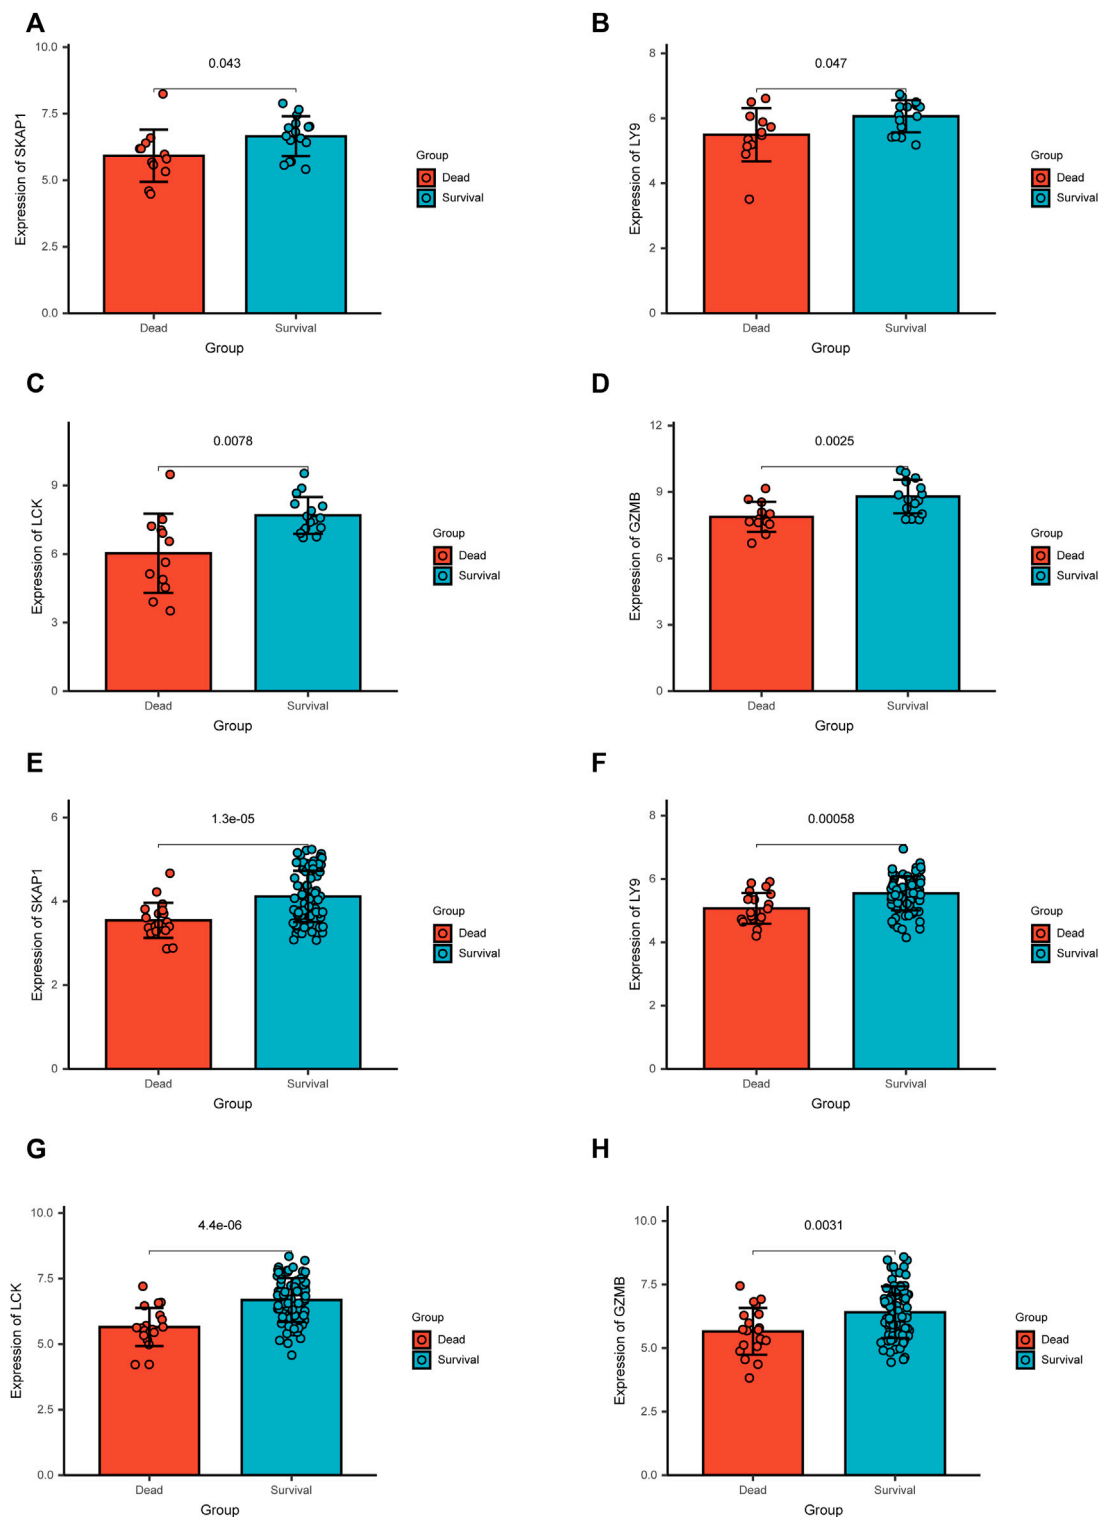 A
Expression of SKAP1
10.0
7.5
5.0
2.5
0.0
0.043
Dead
Survival
Group
Group
Dead
Survival
B
Expression of LY9
8
6
4
2
0
0.047
Dead
Survival
Group
Group
Dead
Survival
C
Expression of LCK
9
6
3
0
0.0078
Dead
Survival
Group
Group
Dead
Survival
D
Expression of GZMB
12
9
6
3
0
0.0025
Dead
Survival
Group
Group
Dead
Survival
E
Expression of SKAP1
6
4
2
0
1.3e-05
Dead
Survival
Group
Group
Dead
Survival
F
Expression of LY9
8
6
4
2
0
0.00058
Dead
Survival
Group
Group
Dead
Survival
G
Expression of LCK
10.0
7.5
5.0
2.5
0.0
4.4e-06
Dead
Survival
Group
Group
Dead
Survival
H
Expression of GZMB
10.0
7.5
5.0
2.5
0.0
0.0031
Dead
Survival
Group
Group
Dead
Survival